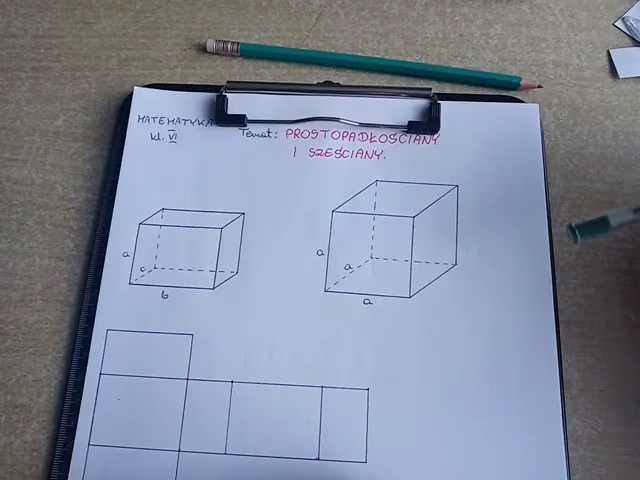 MATEMATYKA
kl. VI
Temat: PROSTOPADŁOŚCIANY
I SZEŚCIANY.
a
c
b
a
a
a